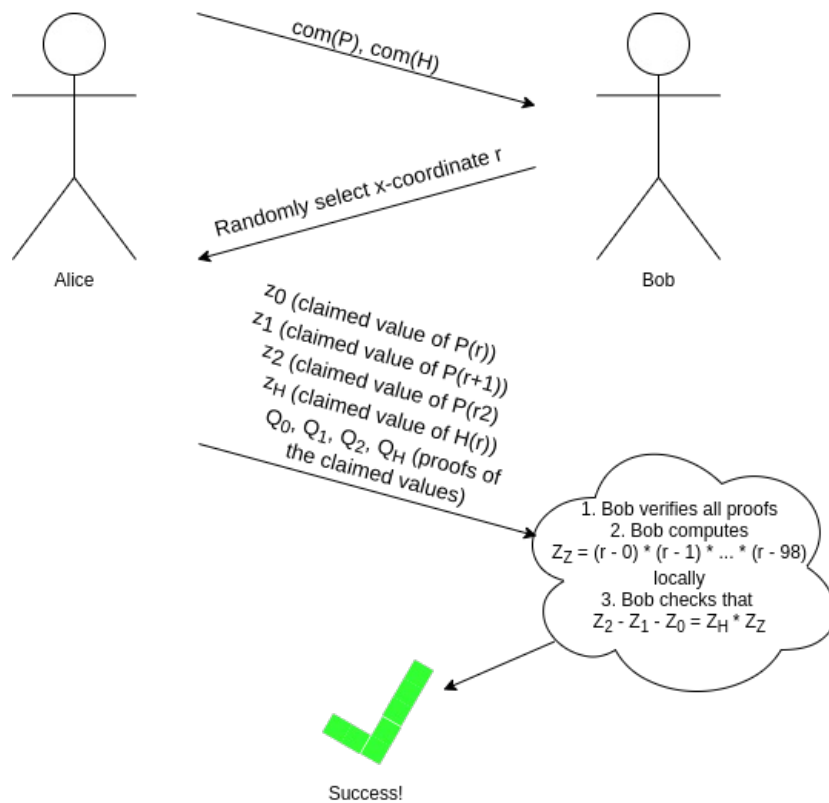 com(P), com(H)
Randomly select x-coordinate r
Alice
Bob
z0 (claimed value of P(r))
z1 (claimed value of P(r+1))
z2 (claimed value of P(r2)
zH (claimed value of H(r))
Q0, Q1, Q2, QH (proofs of
the claimed values)
1. Bob verifies all proofs
2. Bob computes
ZZ = (r - 0) * (r - 1) * ... * (r - 98)
locally
3. Bob checks that
Z2 - Z1 - Z0 = ZH * ZZ
Success!